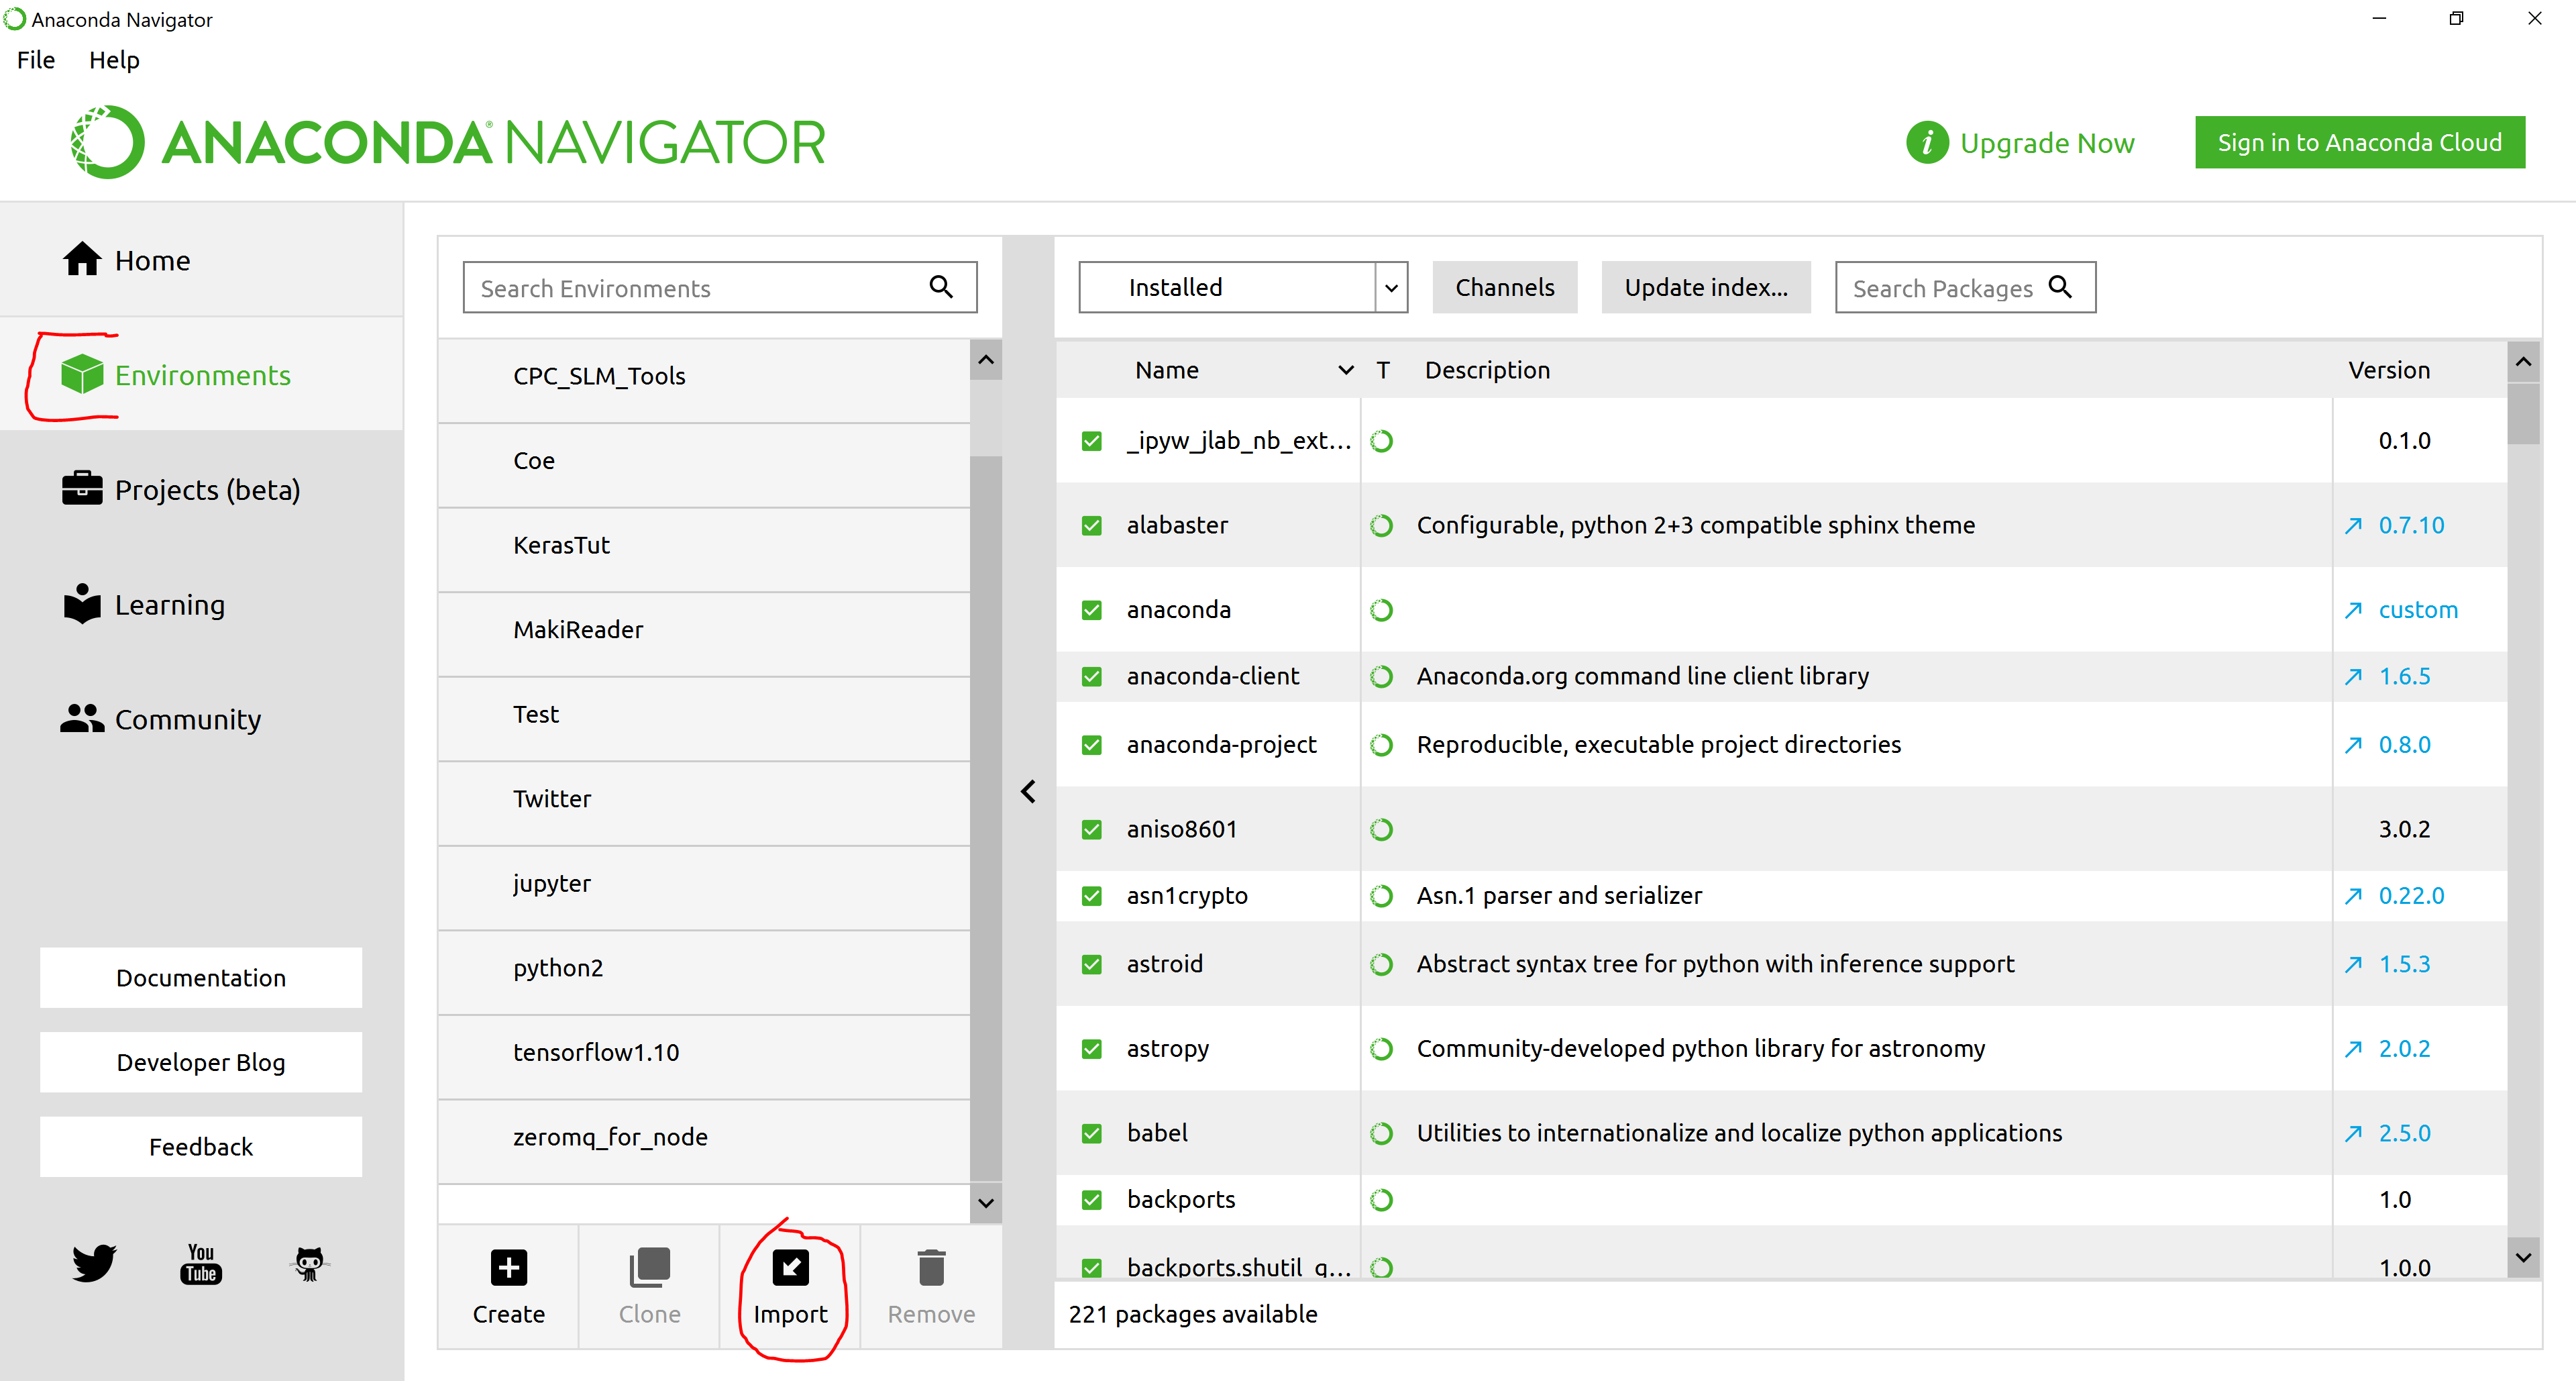 Anaconda Navigator
File Help
ANACONDA® NAVIGATOR
i Upgrade Now
Sign in to Anaconda Cloud
Home
Environments
Projects (beta)
Learning
Community
Documentation
Developer Blog
Feedback
You
Tube
Search Environments
CPC_SLM_Tools
Coe
KerasTut
MakiReader
Test
Twitter
jupyter
python2
tensorflow1.10
zeromq_for_node
Create Clone Import Remove
Installed Channels Update index... Search Packages
Name T Description Version
_ipyw_jlab_nb_ext... 0.1.0
alabaster Configurable, python 2+3 compatible sphinx theme 0.7.10
anaconda custom
anaconda-client Anaconda.org command line client library 1.6.5
anaconda-project Reproducible, executable project directories 0.8.0
aniso8601 3.0.2
asn1crypto Asn.1 parser and serializer 0.22.0
astroid Abstract syntax tree for python with inference support 1.5.3
astropy Community-developed python library for astronomy 2.0.2
babel Utilities to internationalize and localize python applications 2.5.0
backports 1.0
backports.shutil_g... 1.0.0
221 packages available